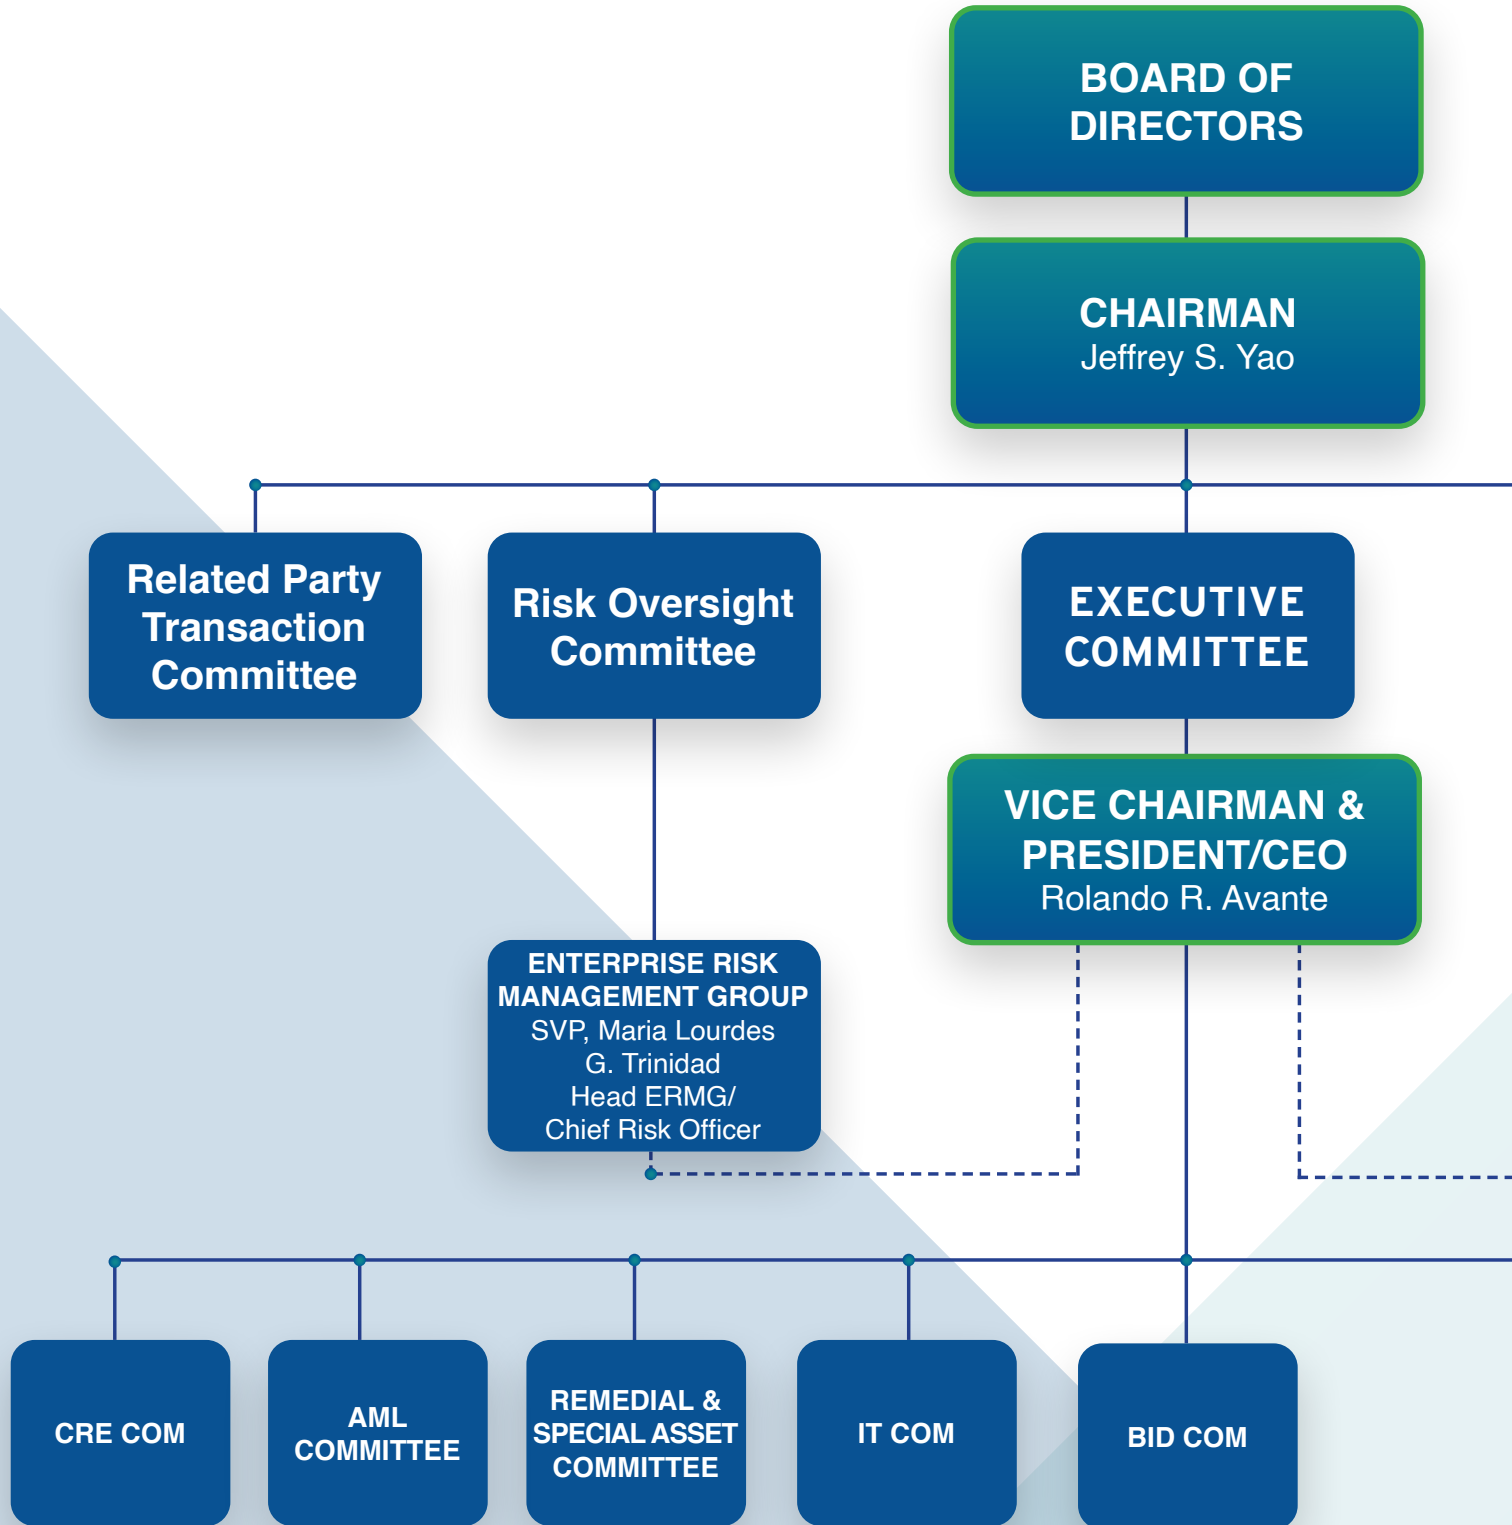 BOARD OF
DIRECTORS
CHAIRMAN
Jeffrey S. Yao
Related Party
Transaction
Committee
Risk Oversight
Committee
EXECUTIVE
COMMITTEE
VICE CHAIRMAN &
PRESIDENT/CEO
Rolando R. Avante
ENTERPRISE RISK
MANAGEMENT GROUP
SVP, Maria Lourdes
G. Trinidad
Head ERMG/
Chief Risk Officer
CRE COM
AML
COMMITTEE
REMEDIAL &
SPECIAL ASSET
COMMITTEE
IT COM
BID COM